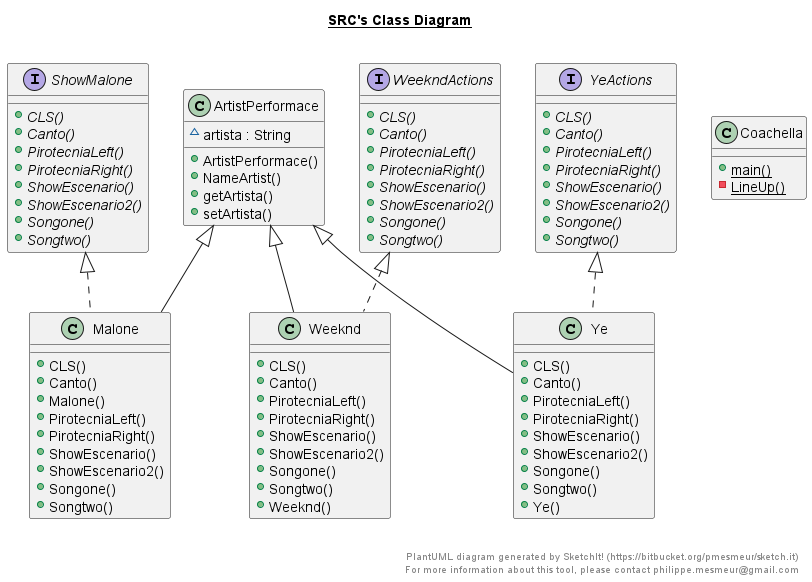 SRC's Class Diagram
I ShowMalone
CLS()
Canto()
PirotecniaLeft()
PirotecniaRight()
ShowEscenario()
ShowEscenario2()
Songone()
Songtwo()
C ArtistPerformace
artista : String
ArtistPerformace()
NameArtist()
getArtista()
setArtista()
I WeekndActions
CLS()
Canto()
PirotecniaLeft()
PirotecniaRight()
ShowEscenario()
ShowEscenario2()
Songone()
Songtwo()
I YeActions
CLS()
Canto()
PirotecniaLeft()
PirotecniaRight()
ShowEscenario()
ShowEscenario2()
Songone()
Songtwo()
C Coachella
main()
LineUp()
C Malone
CLS()
Canto()
Malone()
PirotecniaLeft()
PirotecniaRight()
ShowEscenario()
ShowEscenario2()
Songone()
Songtwo()
C Weeknd
CLS()
Canto()
PirotecniaLeft()
PirotecniaRight()
ShowEscenario()
ShowEscenario2()
Songone()
Songtwo()
Weeknd()
C Ye
CLS()
Canto()
PirotecniaLeft()
PirotecniaRight()
ShowEscenario()
ShowEscenario2()
Songone()
Songtwo()
Ye()
PlantUML diagram generated by SketchIt! (https://bitbucket.org/pmesmeur/sketch.it)
For more information about this tool, please contact philippe.mesmeur@gmail.com